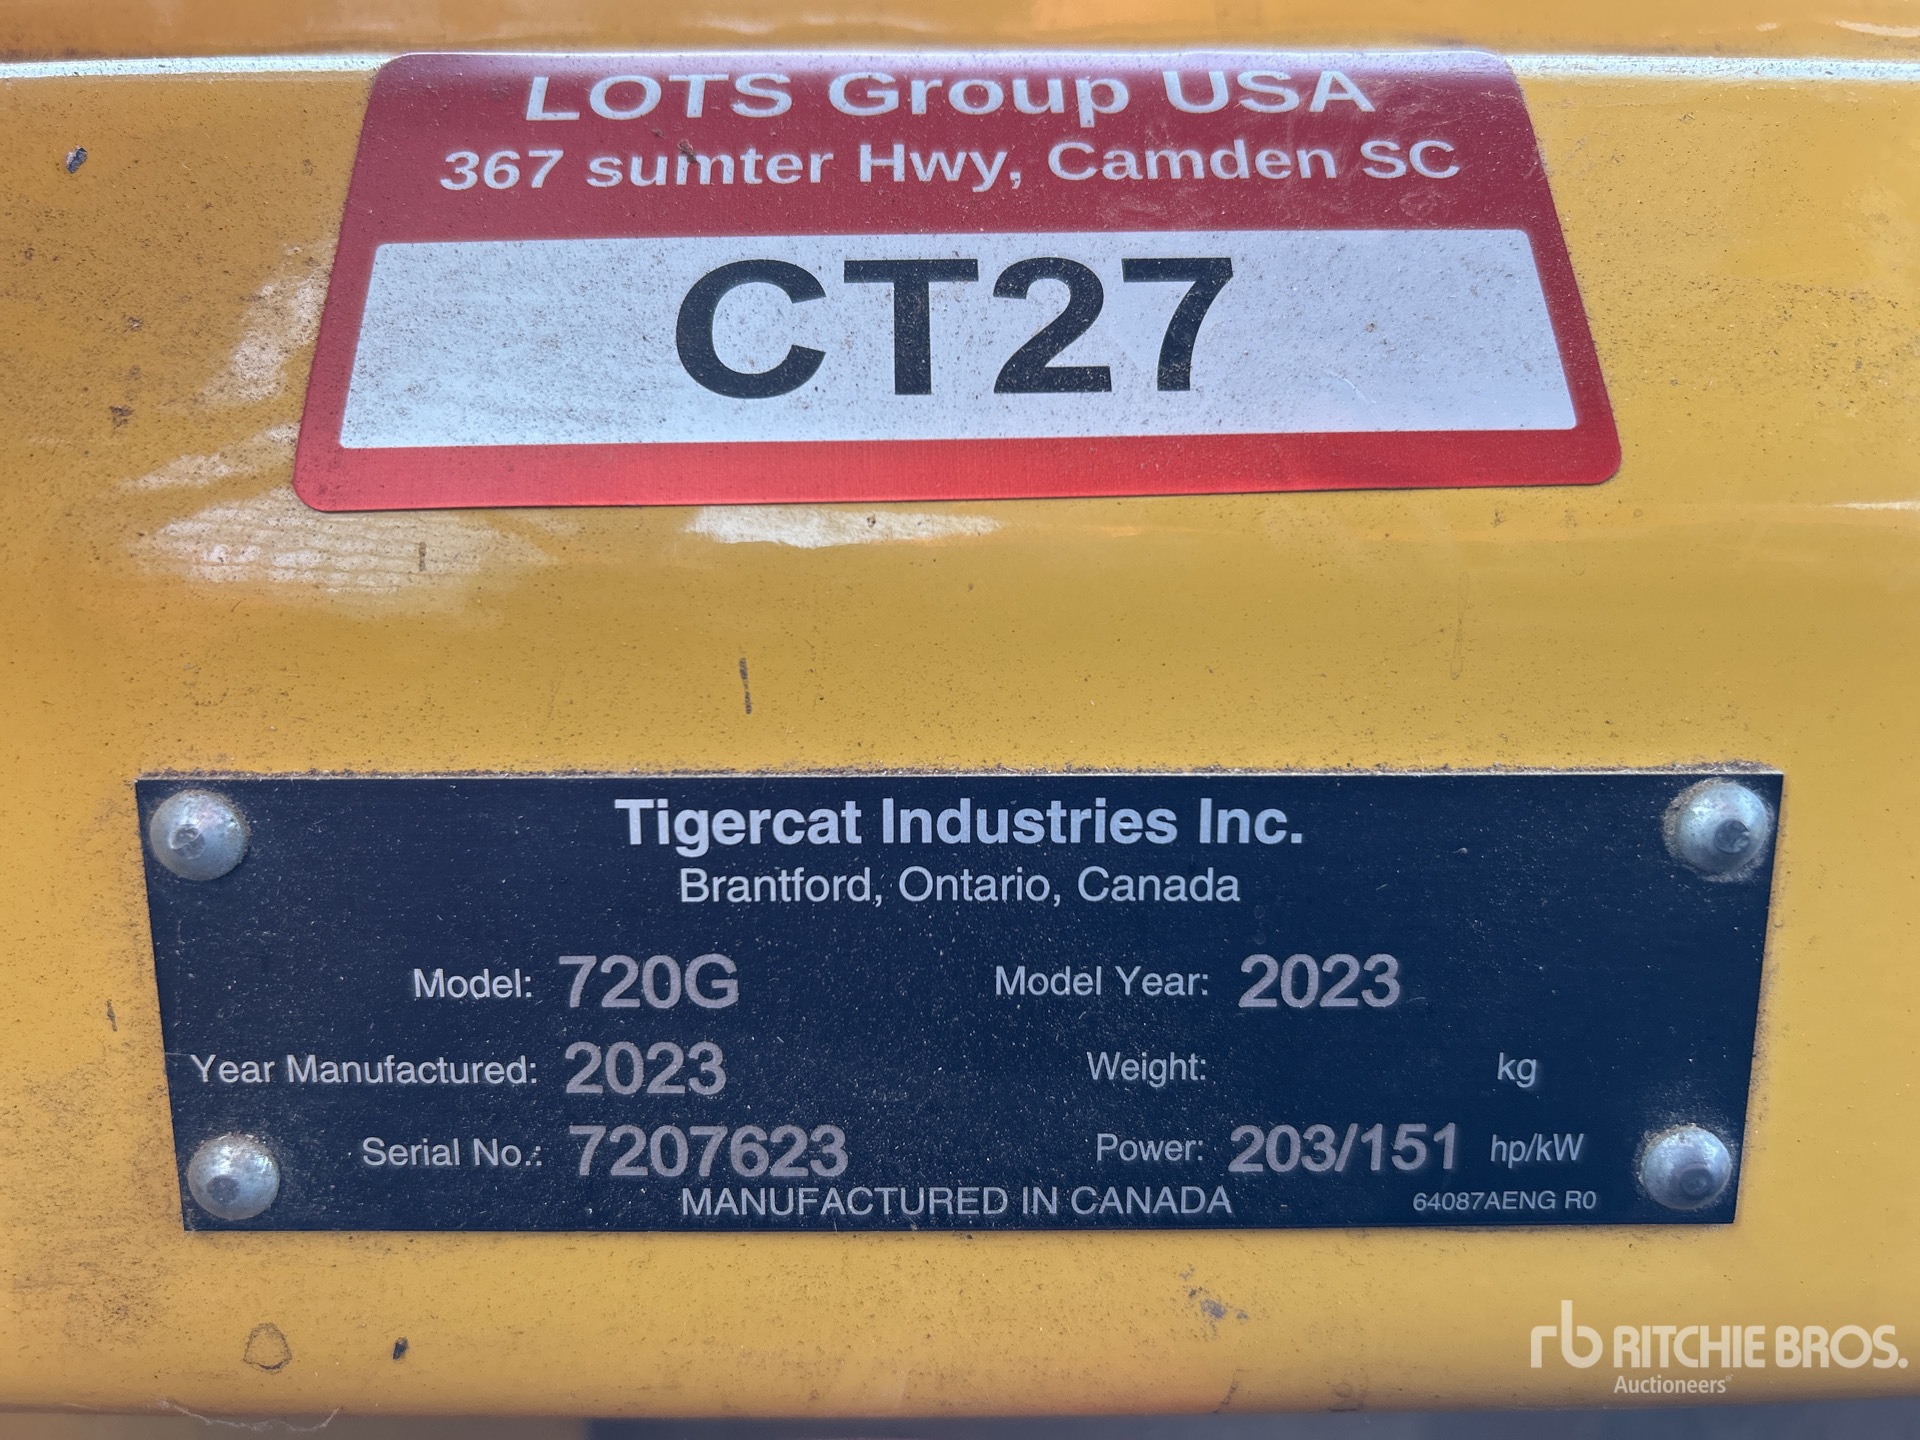 LOTS Group USA
367 sumter Hwy, Camden SC
CT27
Tigercat Industries Inc.
Brantford, Ontario, Canada
Model: 720G Model Year: 2023
Year Manufactured: 2023 Weight: kg
Serial No.: 7207623 Power: 203/151 hp/kW
MANUFACTURED IN CANADA 64087AENG R0
rb RITCHIE BROS.
Auctioneers